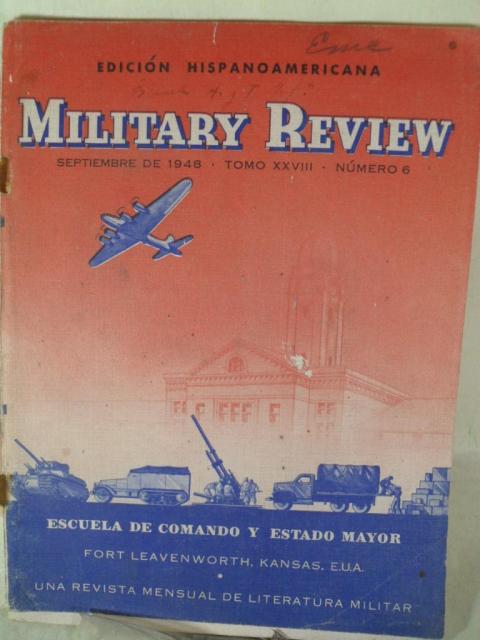 EDICIÓN HISPANOAMERICANA
MILITARY REVIEW
SEPTIEMBRE DE 1948 · TOMO XXVIII · NÚMERO 6
ESCUELA DE COMANDO Y ESTADO MAYOR
FORT LEAVENWORTH, KANSAS, E.U.A.
UNA REVISTA MENSUAL DE LITERATURA MILITAR